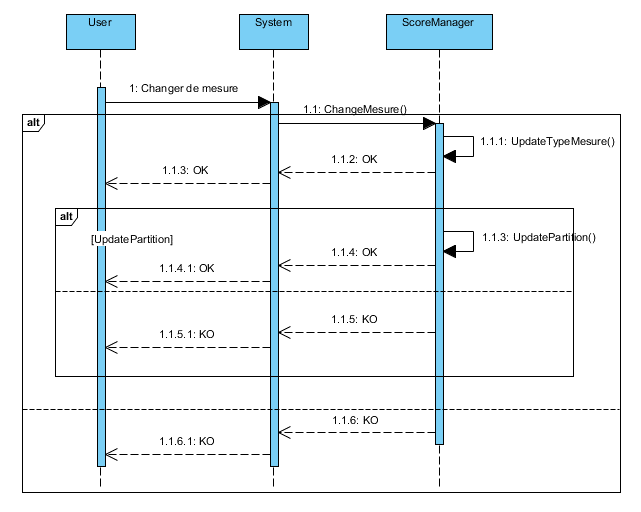 User
System
ScoreManager
1: Changer de mesure
1.1: ChangeMesure()
alt
1.1.1: UpdateTypeMesure()
1.1.2: OK
1.1.3: OK
alt
[UpdatePartition]
1.1.3: UpdatePartition()
1.1.4: OK
1.1.4.1: OK
1.1.5: KO
1.1.5.1: KO
1.1.6: KO
1.1.6.1: KO